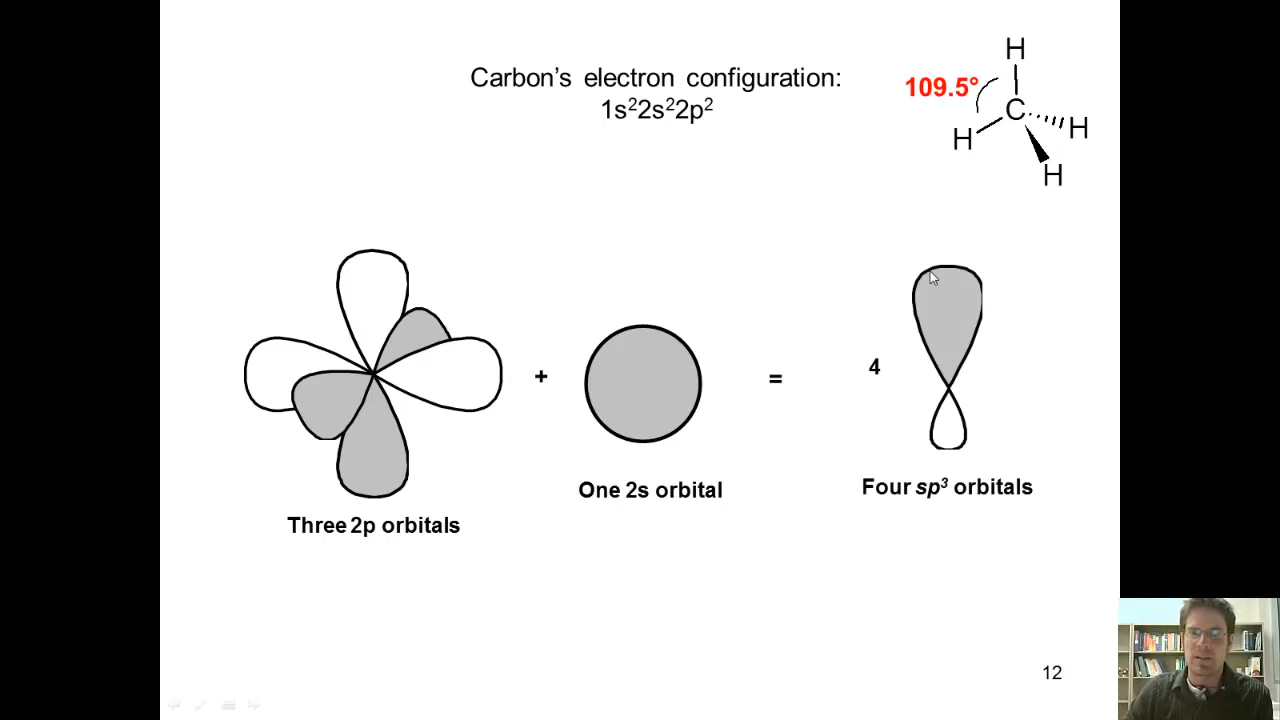 Carbon’s electron configuration:
1s²2s²2p²
H
109.5°
C
H
H
H
+
=
4
One 2s orbital
Four sp³ orbitals
Three 2p orbitals
12